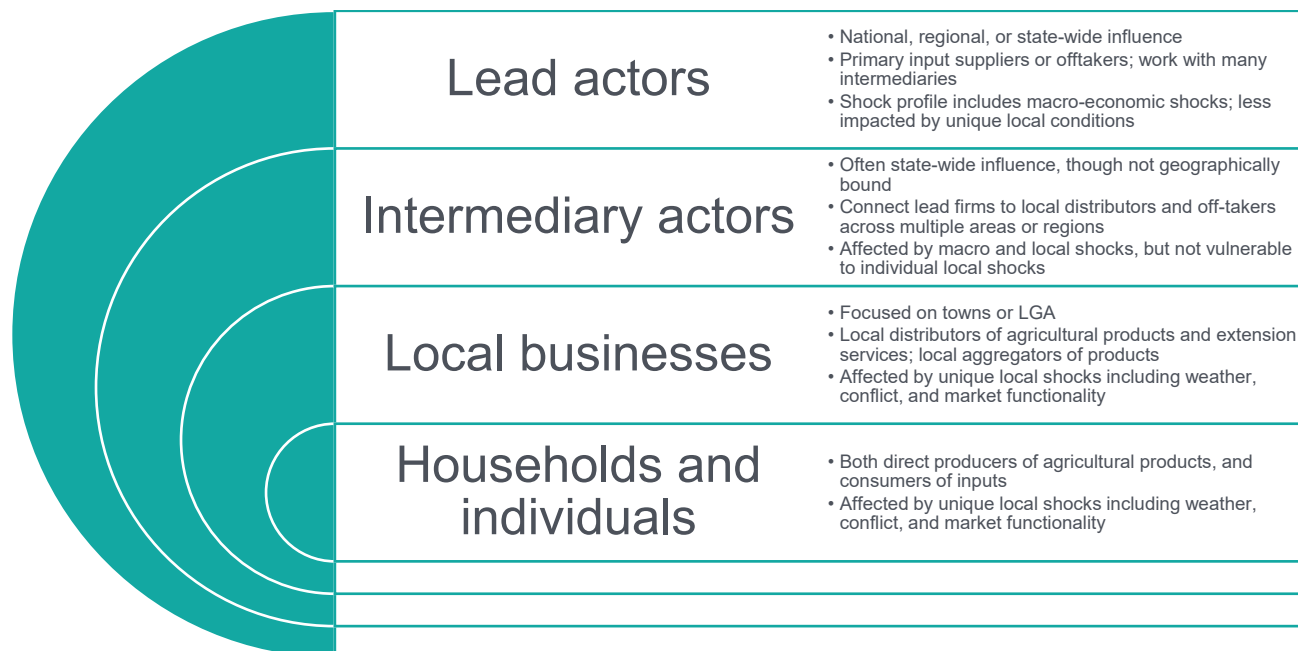 Lead actors
• National, regional, or state-wide influence
• Primary input suppliers or offtakers; work with many
intermediaries
• Shock profile includes macro-economic shocks; less
impacted by unique local conditions
Intermediary actors
• Often state-wide influence, though not geographically
bound
• Connect lead firms to local distributors and off-takers
across multiple areas or regions
• Affected by macro and local shocks, but not vulnerable
to individual local shocks
Local businesses
• Focused on towns or LGA
• Local distributors of agricultural products and extension
services; local aggregators of products
• Affected by unique local shocks including weather,
conflict, and market functionality
Households and
individuals
• Both direct producers of agricultural products, and
consumers of inputs
• Affected by unique local shocks including weather,
conflict, and market functionality